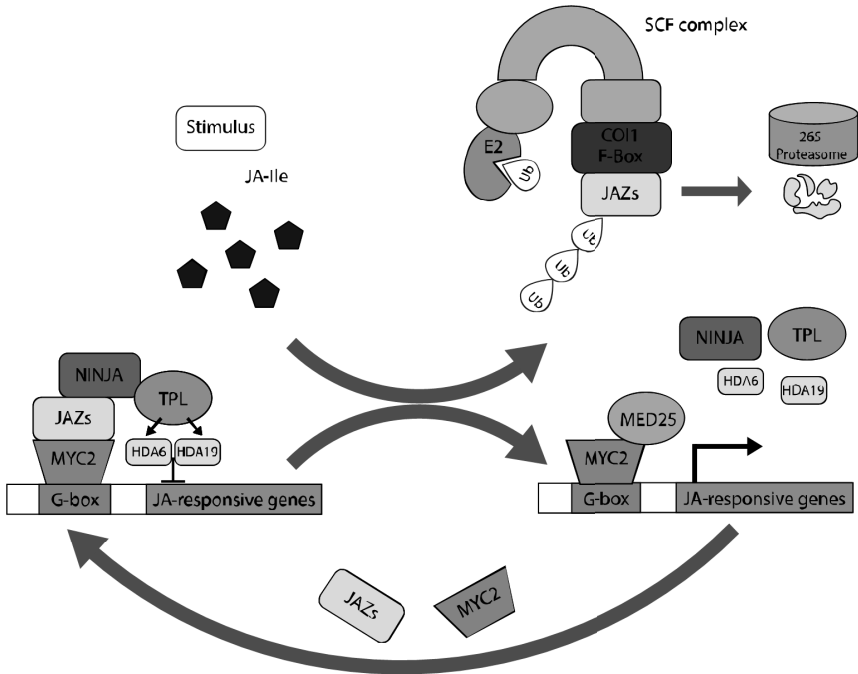 SCF complex
Stimulus
JA-Ile
E2
Ub
COI1
F-Box
JAZs
26S
Proteasome
Ub
Ub
Ub
NINJA
TPL
HDA6
HDA19
NINJA
TPL
JAZs
HDA6
HDA19
MYC2
G-box
JA-responsive genes
MED25
MYC2
G-box
JA-responsive genes
JAZs
MYC2